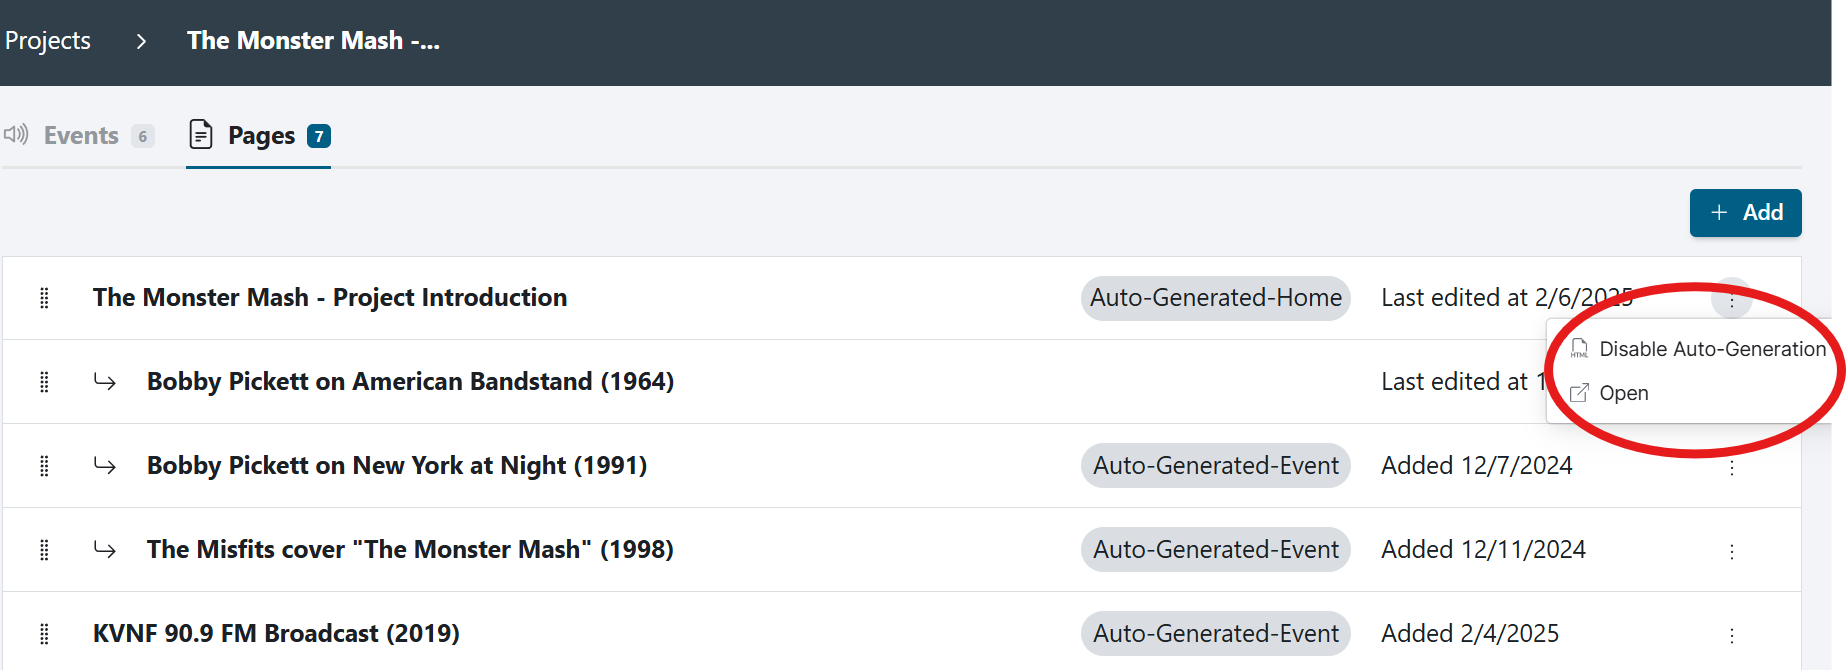 Projects > The Monster Mash -...
Events 6 Pages 7
+ Add
The Monster Mash - Project Introduction Auto-Generated-Home Last edited at 2/6/2025
Disable Auto-Generation
Bobby Pickett on American Bandstand (1964) Last edited at 1
Open
Bobby Pickett on New York at Night (1991) Auto-Generated-Event Added 12/7/2024
The Misfits cover "The Monster Mash" (1998) Auto-Generated-Event Added 12/11/2024
KVNF 90.9 FM Broadcast (2019) Auto-Generated-Event Added 2/4/2025